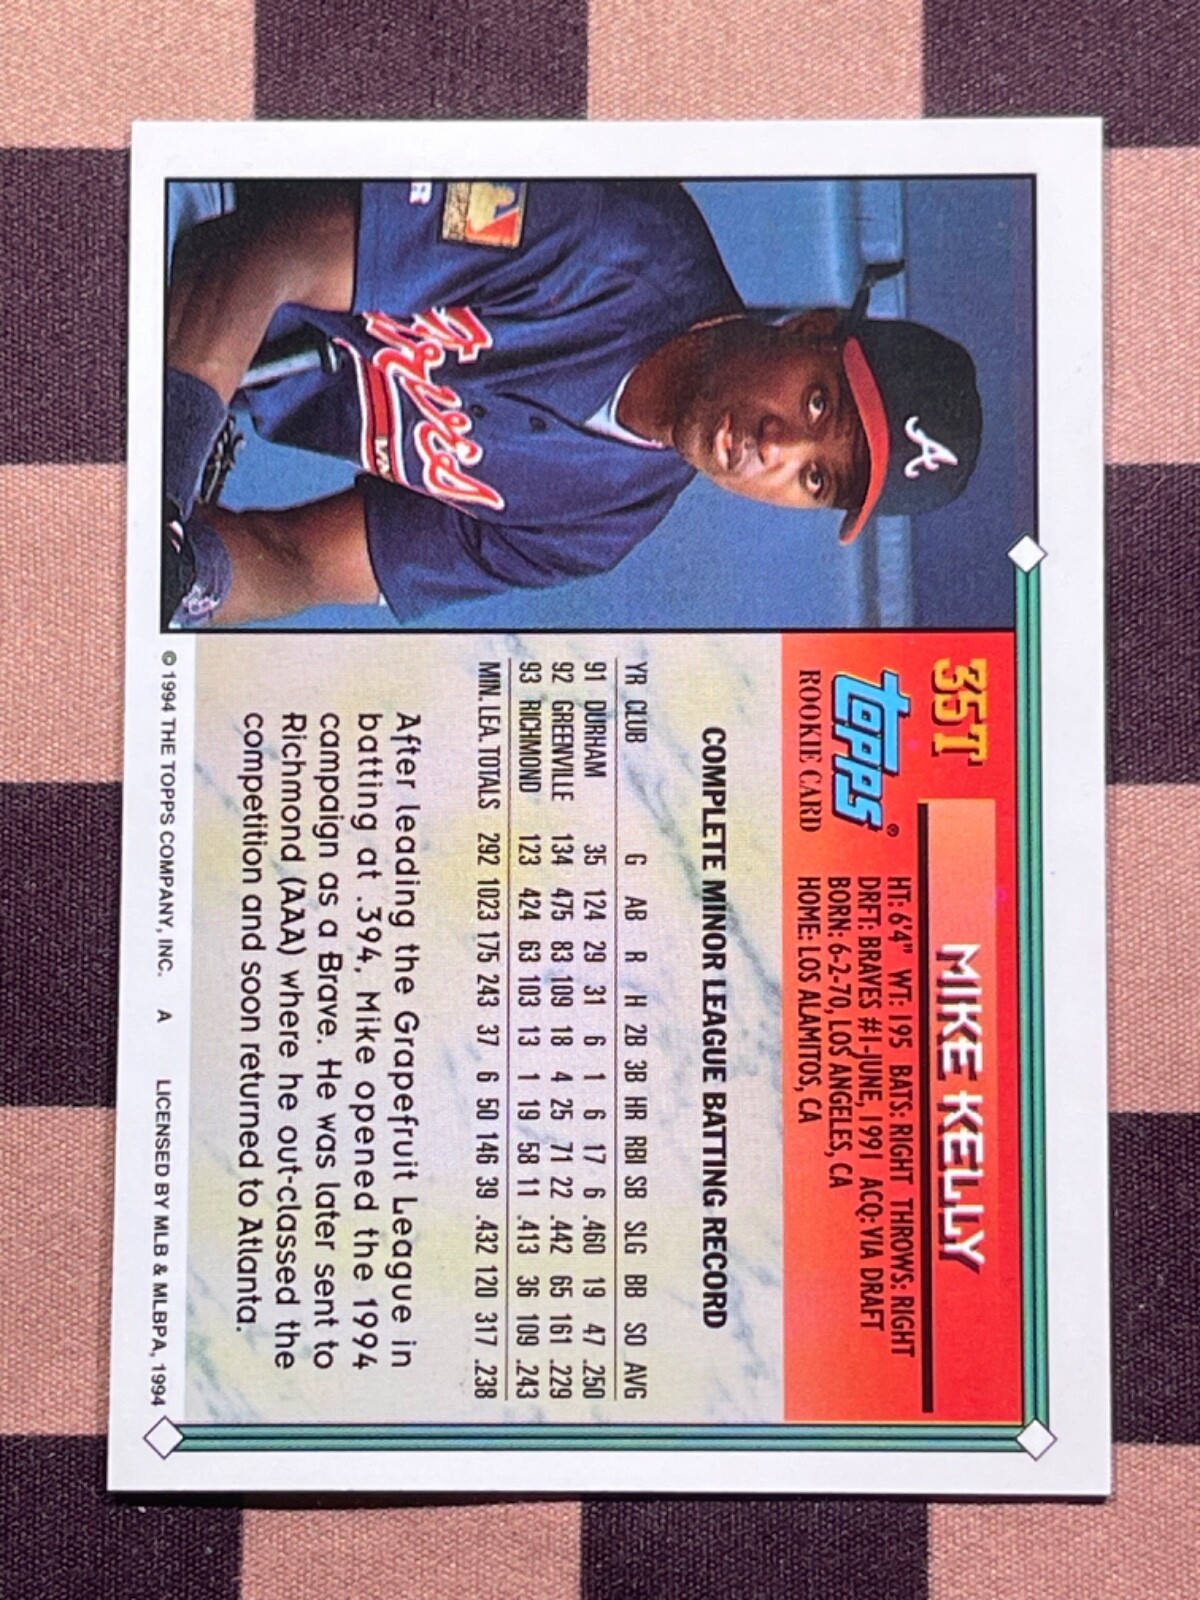 35T
MIKE KELLY
topps®
ROOKIE CARD
HT: 6'4" WT: 195 BATS: RIGHT THROWS: RIGHT
DRFT: BRAVES #1-JUNE, 1991 ACQ: VIA DRAFT
BORN: 6-2-70, LOS ANGELES, CA
HOME: LOS ALAMITOS, CA
COMPLETE MINOR LEAGUE BATTING RECORD
YR CLUB G AB R H 2B 3B HR RBI SB SLG BB SO AVG
91 DURHAM 35 124 29 31 6 1 6 17 6 .460 19 47 .250
92 GREENVILLE 134 475 83 109 18 4 25 71 22 .442 65 161 .229
93 RICHMOND 123 424 63 103 13 1 19 58 11 .413 36 109 .243
MIN. LEA. TOTALS 292 1023 175 243 37 6 50 146 39 .432 120 317 .238
After leading the Grapefruit League in
batting at .394, Mike opened the 1994
campaign as a Brave. He was later sent to
Richmond (AAA) where he out-classed the
competition and soon returned to Atlanta.
© 1994 THE TOPPS COMPANY, INC. A LICENSED BY MLB & MLBPA, 1994
A
Braves